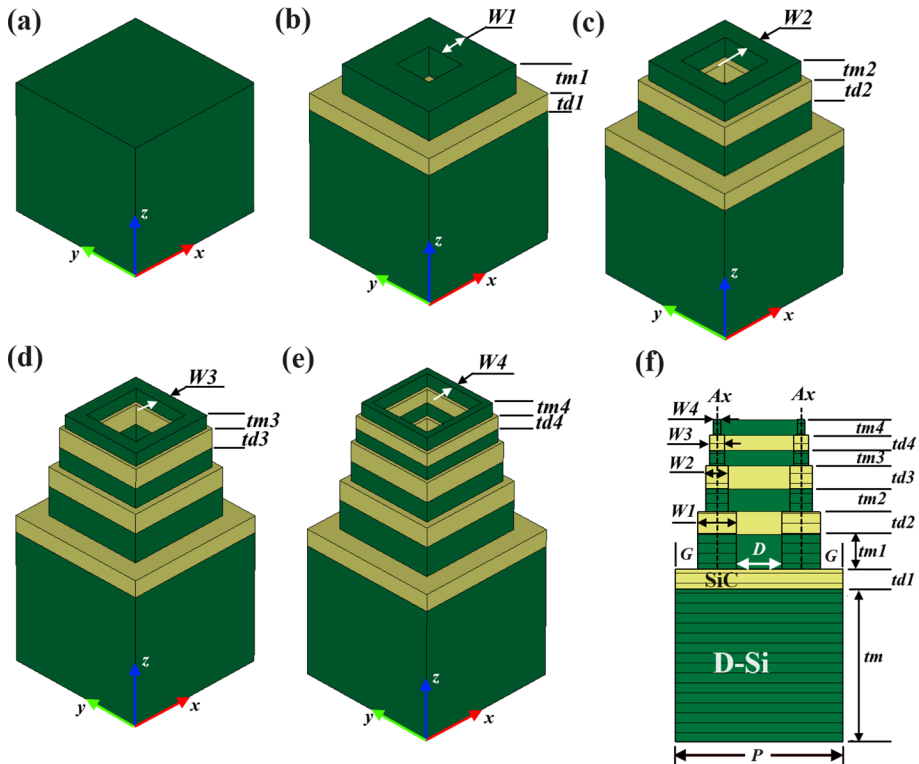 (a)
z
y
x
(b)
W1
tm1
td1
z
y
x
(c)
W2
tm2
td2
z
y
x
(d)
W3
tm3
td3
z
y
x
(e)
W4
tm4
td4
z
y
x
(f)
Ax Ax
W4
tm4
W3
td4
tm3
W2
td3
tm2
W1
td2
G D G
tm1
SiC
td1
D-Si
tm
P